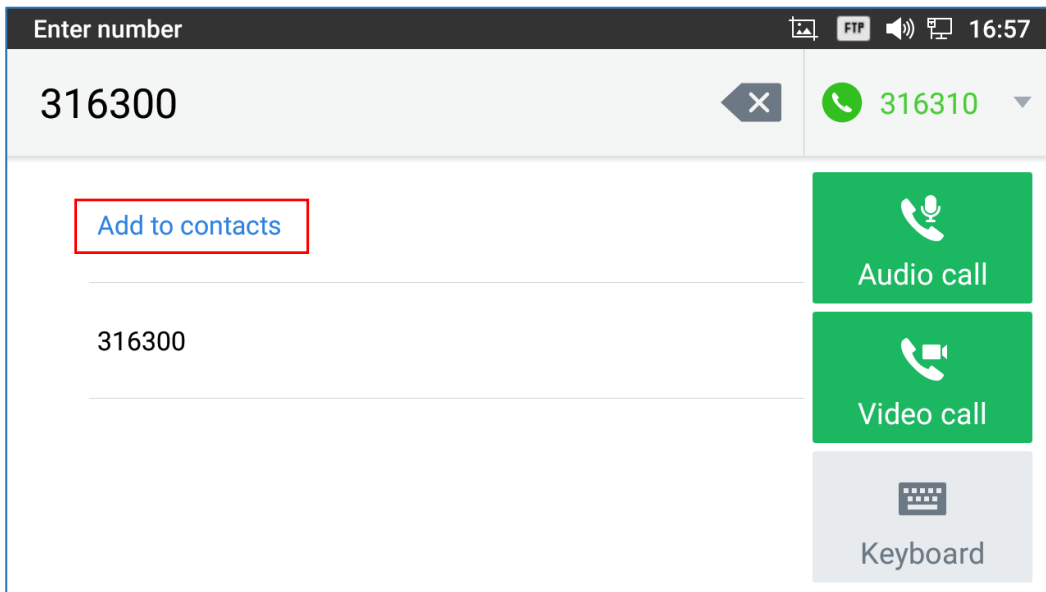 Enter number
FTP
16:57
316300
316310
Add to contacts
316300
Audio call
Video call
Keyboard